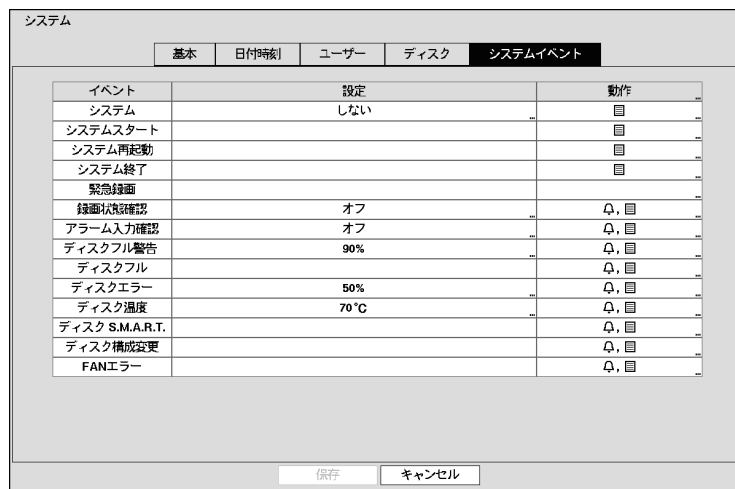 システム
基本 日付時刻 ユーザー ディスク システムイベント
イベント 設定 動作
システム しない
システムスタート
システム再起動
システム終了
緊急録画
録画状態確認 オフ
アラーム入力確認 オフ
ディスクフル警告 90%
ディスクフル
ディスクエラー 50%
ディスク温度 70℃
ディスク S.M.A.R.T.
ディスク構成変更
FANエラー
保存 キャンセル